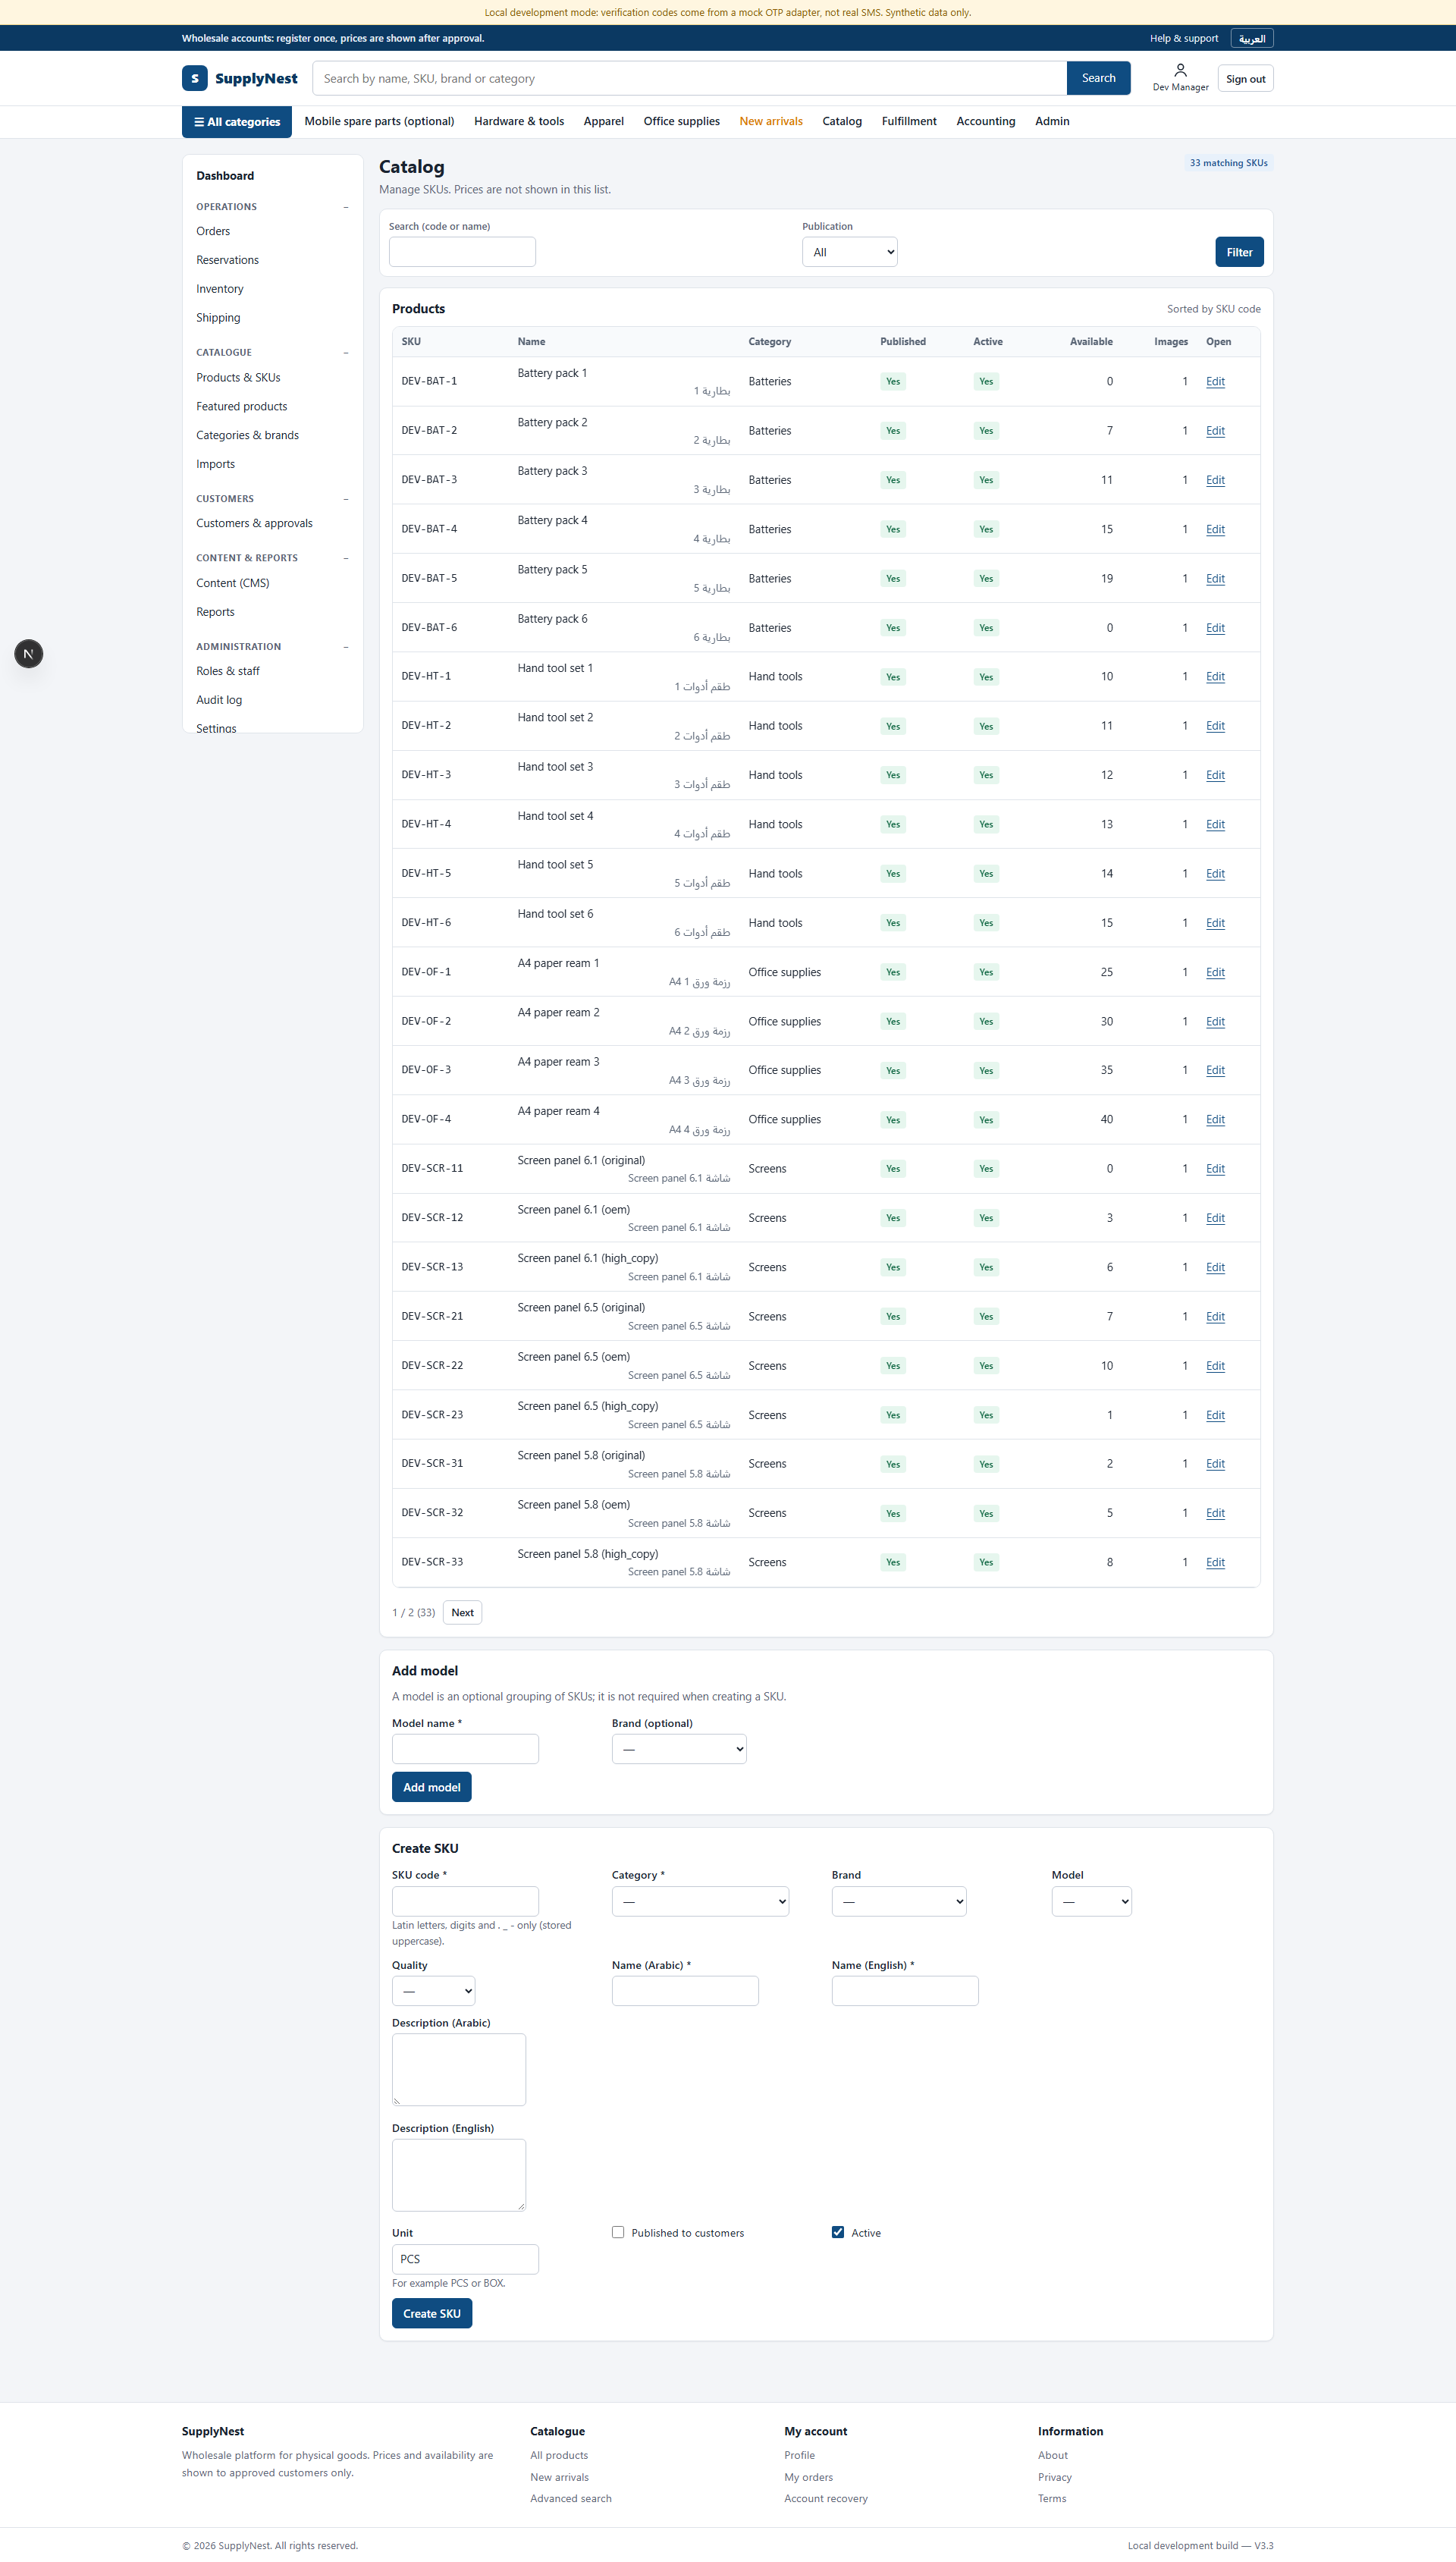 Local development mode: verification codes come from a mock OTP adapter, not real SMS. Synthetic data only.
Wholesale accounts: register once, prices are shown after approval.
Help & support
العربية
S SupplyNest
Search by name, SKU, brand or category
Search
Dev Manager
Sign out
☰ All categories
Mobile spare parts (optional)
Hardware & tools
Apparel
Office supplies
New arrivals
Catalog
Fulfillment
Accounting
Admin
Dashboard
OPERATIONS –
Orders
Reservations
Inventory
Shipping
CATALOGUE –
Products & SKUs
Featured products
Categories & brands
Imports
CUSTOMERS –
Customers & approvals
CONTENT & REPORTS –
Content (CMS)
Reports
ADMINISTRATION –
Roles & staff
Audit log
Settings
N
Catalog
33 matching SKUs
Manage SKUs. Prices are not shown in this list.
Search (code or name)
Publication
All
Filter
Products
Sorted by SKU code
SKU Name Category Published Active Available Images Open
DEV-BAT-1 Battery pack 1 Batteries Yes Yes 0 1 Edit
بطارية 1
DEV-BAT-2 Battery pack 2 Batteries Yes Yes 7 1 Edit
بطارية 2
DEV-BAT-3 Battery pack 3 Batteries Yes Yes 11 1 Edit
بطارية 3
DEV-BAT-4 Battery pack 4 Batteries Yes Yes 15 1 Edit
بطارية 4
DEV-BAT-5 Battery pack 5 Batteries Yes Yes 19 1 Edit
بطارية 5
DEV-BAT-6 Battery pack 6 Batteries Yes Yes 0 1 Edit
بطارية 6
DEV-HT-1 Hand tool set 1 Hand tools Yes Yes 10 1 Edit
طقم أدوات 1
DEV-HT-2 Hand tool set 2 Hand tools Yes Yes 11 1 Edit
طقم أدوات 2
DEV-HT-3 Hand tool set 3 Hand tools Yes Yes 12 1 Edit
طقم أدوات 3
DEV-HT-4 Hand tool set 4 Hand tools Yes Yes 13 1 Edit
طقم أدوات 4
DEV-HT-5 Hand tool set 5 Hand tools Yes Yes 14 1 Edit
طقم أدوات 5
DEV-HT-6 Hand tool set 6 Hand tools Yes Yes 15 1 Edit
طقم أدوات 6
DEV-OF-1 A4 paper ream 1 Office supplies Yes Yes 25 1 Edit
رزمة ورق A4 1
DEV-OF-2 A4 paper ream 2 Office supplies Yes Yes 30 1 Edit
رزمة ورق A4 2
DEV-OF-3 A4 paper ream 3 Office supplies Yes Yes 35 1 Edit
رزمة ورق A4 3
DEV-OF-4 A4 paper ream 4 Office supplies Yes Yes 40 1 Edit
رزمة ورق A4 4
DEV-SCR-11 Screen panel 6.1 (original) Screens Yes Yes 0 1 Edit
شاشة Screen panel 6.1
DEV-SCR-12 Screen panel 6.1 (oem) Screens Yes Yes 3 1 Edit
شاشة Screen panel 6.1
DEV-SCR-13 Screen panel 6.1 (high_copy) Screens Yes Yes 6 1 Edit
شاشة Screen panel 6.1
DEV-SCR-21 Screen panel 6.5 (original) Screens Yes Yes 7 1 Edit
شاشة Screen panel 6.5
DEV-SCR-22 Screen panel 6.5 (oem) Screens Yes Yes 10 1 Edit
شاشة Screen panel 6.5
DEV-SCR-23 Screen panel 6.5 (high_copy) Screens Yes Yes 1 1 Edit
شاشة Screen panel 6.5
DEV-SCR-31 Screen panel 5.8 (original) Screens Yes Yes 2 1 Edit
شاشة Screen panel 5.8
DEV-SCR-32 Screen panel 5.8 (oem) Screens Yes Yes 5 1 Edit
شاشة Screen panel 5.8
DEV-SCR-33 Screen panel 5.8 (high_copy) Screens Yes Yes 8 1 Edit
شاشة Screen panel 5.8
1 / 2 (33) Next
Add model
A model is an optional grouping of SKUs; it is not required when creating a SKU.
Model name * Brand (optional)
—
Add model
Create SKU
SKU code * Category * Brand Model
— — —
Latin letters, digits and . _ - only (stored
uppercase).
Quality Name (Arabic) * Name (English) *
—
Description (Arabic)
Description (English)
Unit Published to customers Active
PCS
For example PCS or BOX.
Create SKU
SupplyNest
Wholesale platform for physical goods. Prices and availability are
shown to approved customers only.
Catalogue
All products
New arrivals
Advanced search
My account
Profile
My orders
Account recovery
Information
About
Privacy
Terms
© 2026 SupplyNest. All rights reserved.
Local development build — V3.3